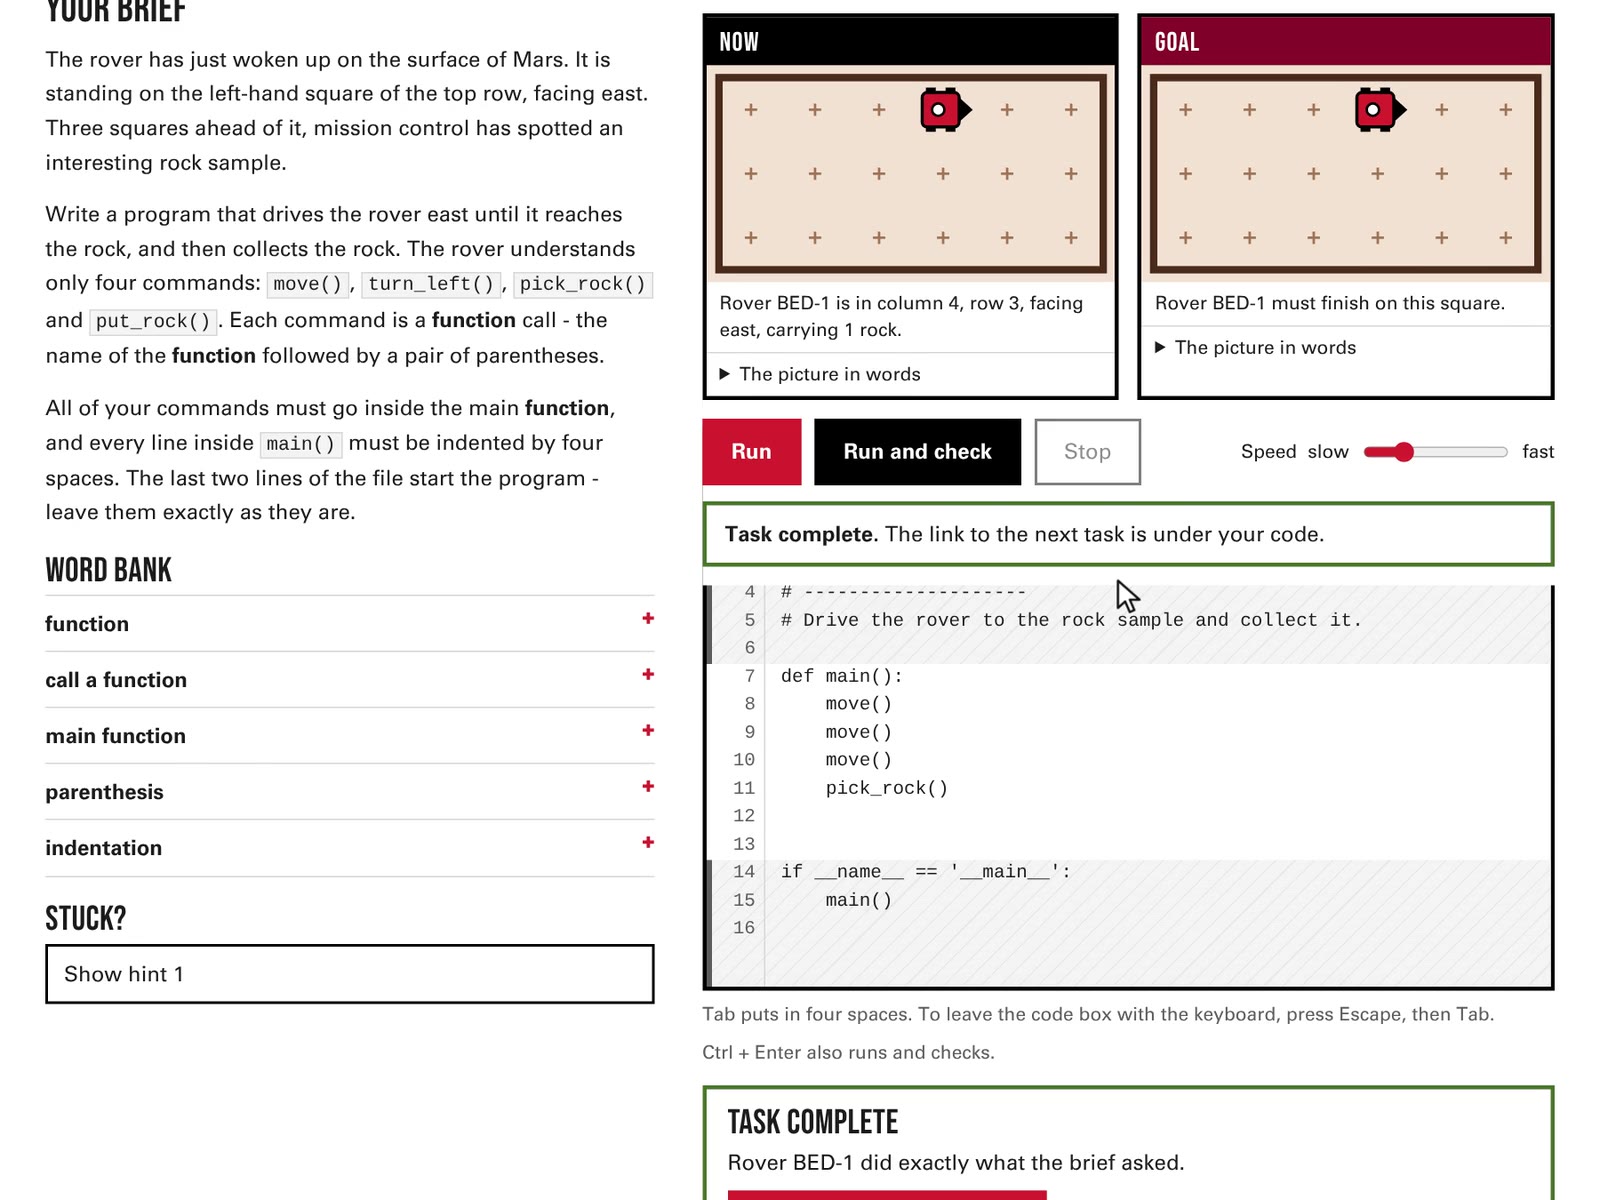 YOUR BRIEF
The rover has just woken up on the surface of Mars. It is
standing on the left-hand square of the top row, facing east.
Three squares ahead of it, mission control has spotted an
interesting rock sample.
Write a program that drives the rover east until it reaches
the rock, and then collects the rock. The rover understands
only four commands: move(), turn_left(), pick_rock()
and put_rock(). Each command is a function call - the
name of the function followed by a pair of parentheses.
All of your commands must go inside the main function,
and every line inside main() must be indented by four
spaces. The last two lines of the file start the program -
leave them exactly as they are.
WORD BANK
function
call a function
main function
parenthesis
indentation
STUCK?
Show hint 1
NOW
Rover BED-1 is in column 4, row 3, facing
east, carrying 1 rock.
The picture in words
GOAL
Rover BED-1 must finish on this square.
The picture in words
Run
Run and check
Stop
Speed slow fast
Task complete. The link to the next task is under your code.
4 # --------------------
5 # Drive the rover to the rock sample and collect it.
6
7 def main():
8     move()
9     move()
10     move()
11     pick_rock()
12
13
14 if __name__ == '__main__':
15     main()
16
Tab puts in four spaces. To leave the code box with the keyboard, press Escape, then Tab.
Ctrl + Enter also runs and checks.
TASK COMPLETE
Rover BED-1 did exactly what the brief asked.